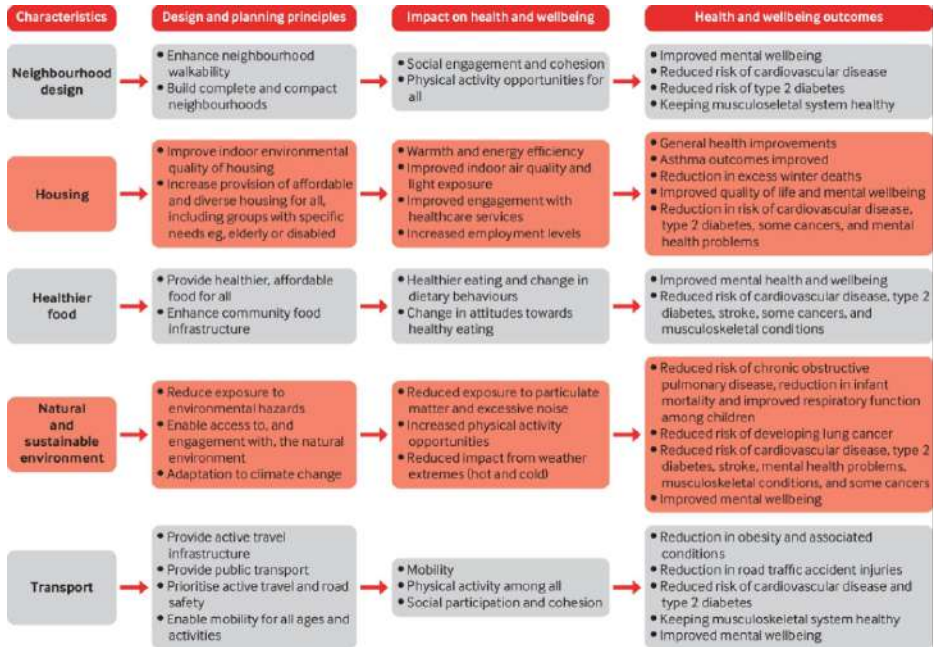 Characteristics
Design and planning principles
Impact on health and wellbeing
Health and wellbeing outcomes
Neighbourhood
design
• Enhance neighbourhood
walkability
• Build complete and compact
neighbourhoods
• Social engagement and cohesion
• Physical activity opportunities for
all
• Improved mental wellbeing
• Reduced risk of cardiovascular disease
• Reduced risk of type 2 diabetes
• Keeping musculoseletal system healthy
Housing
• Improve indoor environmental
quality of housing
• Increase provision of affordable
and diverse housing for all,
including groups with specific
needs eg, elderly or disabled
• Warmth and energy efficiency
• Improved indoor air quality and
light exposure
• Improved engagement with
healthcare services
• Increased employment levels
• General health improvements
• Asthma outcomes improved
• Reduction in excess winter deaths
• Improved quality of life and mental wellbeing
• Reduction in risk of cardiovascular disease,
type 2 diabetes, some cancers, and mental
health problems
Healthier
food
• Provide healthier, affordable
food for all
• Enhance community food
infrastructure
• Healthier eating and change in
dietary behaviours
• Change in attitudes towards
healthy eating
• Improved mental health and wellbeing
• Reduced risk of cardiovascular disease, type 2
diabetes, stroke, some cancers, and
musculoskeletal conditions
Natural
and
sustainable
environment
• Reduce exposure to
environmental hazards
• Enable access to, and
engagement with, the natural
environment
• Adaptation to climate change
• Reduced exposure to particulate
matter and excessive noise
• Increased physical activity
opportunities
• Reduced impact from weather
extremes (hot and cold)
• Reduced risk of chronic obstructive
pulmonary disease, reduction in infant
mortality and improved respiratory function
among children
• Reduced risk of developing lung cancer
• Reduced risk of cardiovascular disease, type 2
diabetes, stroke, mental health problems,
musculoskeletal conditions, and some cancers
• Improved mental wellbeing
Transport
• Provide active travel
infrastructure
• Provide public transport
• Prioritise active travel and road
safety
• Enable mobility for all ages and
activities
• Mobility
• Physical activity among all
• Social participation and cohesion
• Reduction in obesity and associated
conditions
• Reduction in road traffic accident injuries
• Reduced risk of cardiovascular disease and
type 2 diabetes
• Keeping musculoskeletal system healthy
• Improved mental wellbeing